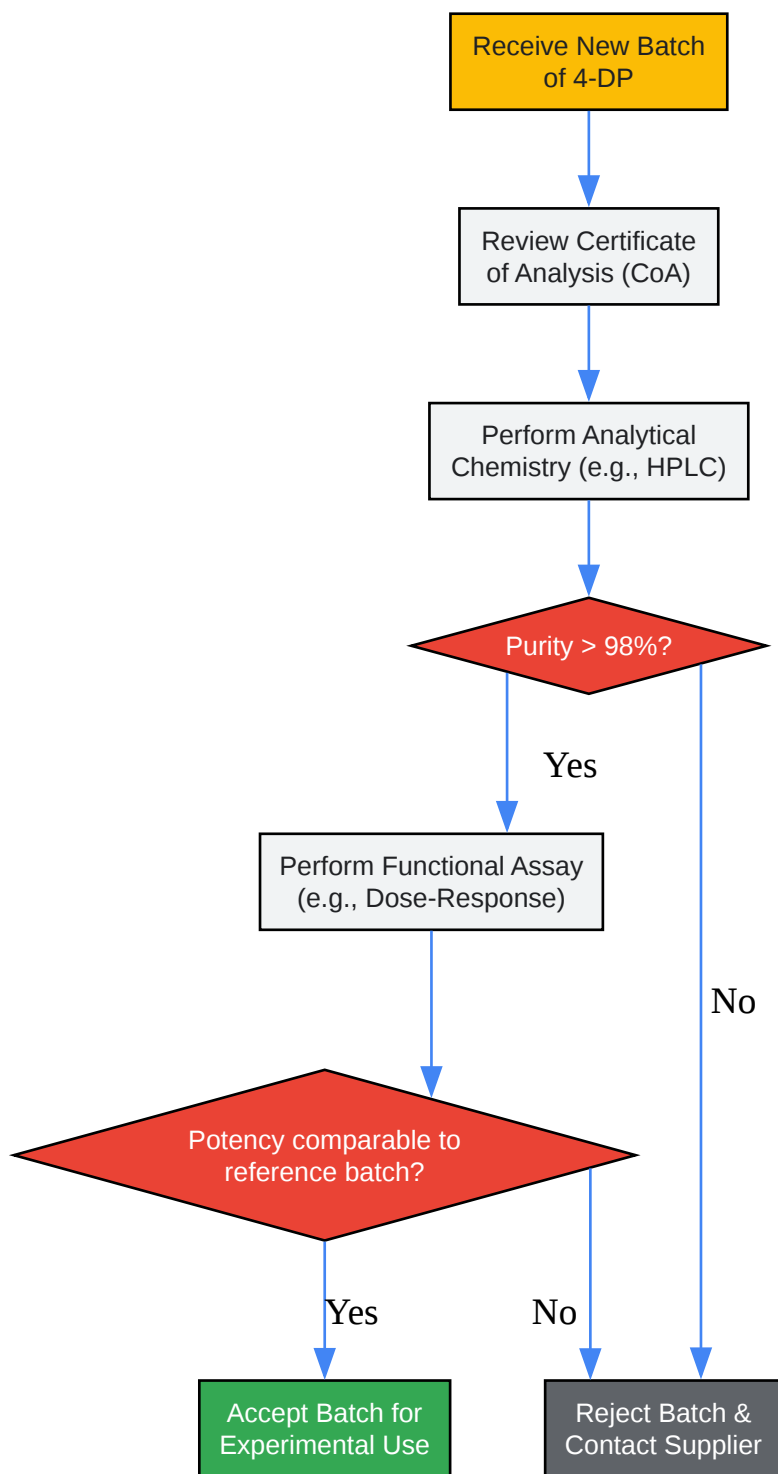 Receive New Batch
of 4-DP
Review Certificate
of Analysis (CoA)
Perform Analytical
Chemistry (e.g., HPLC)
Purity > 98%?
Yes
Perform Functional Assay
(e.g., Dose-Response)
No
Potency comparable to
reference batch?
Yes
No
Accept Batch for
Experimental Use
Reject Batch &
Contact Supplier